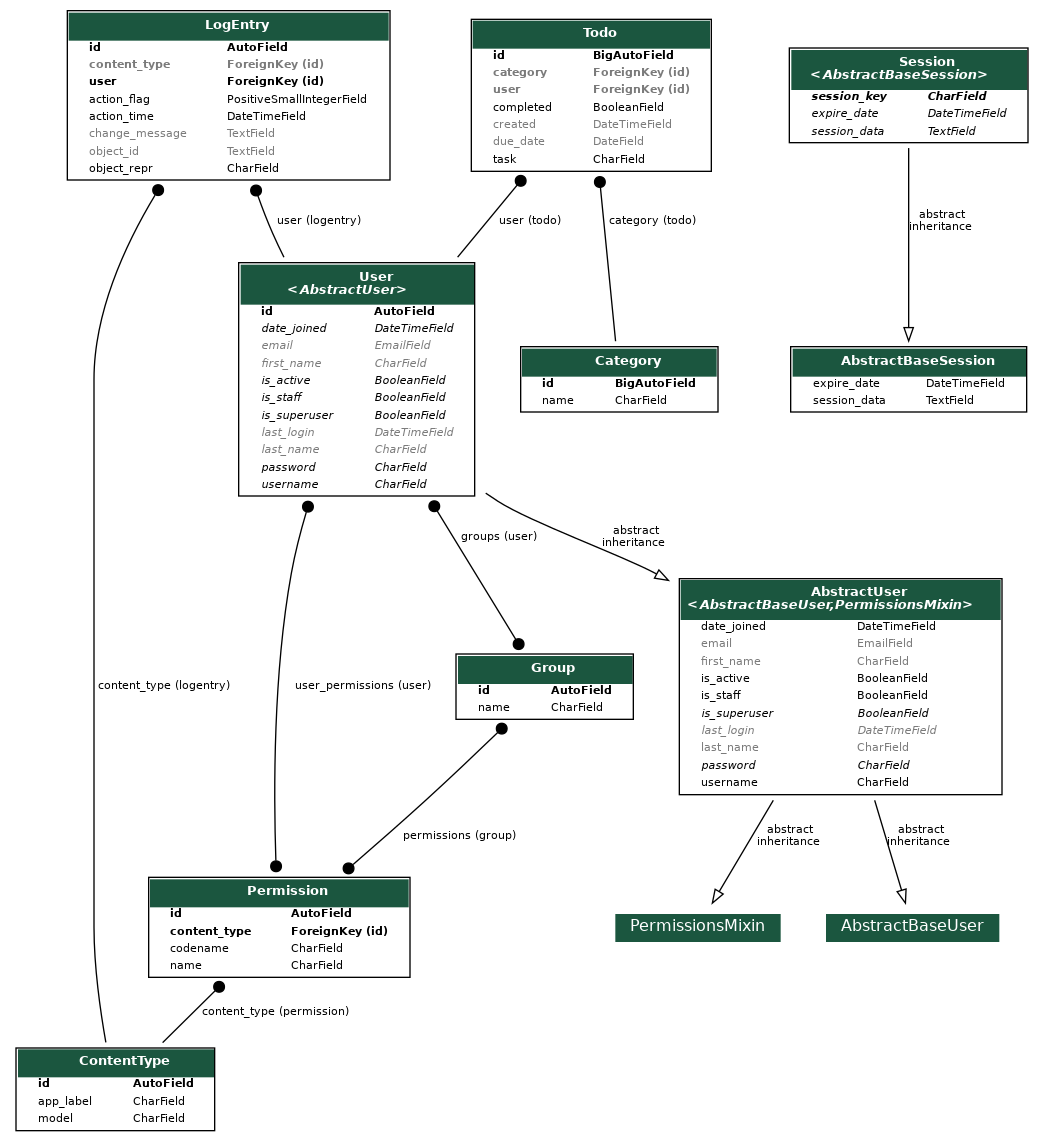 LogEntry
id AutoField
content_type ForeignKey (id)
user ForeignKey (id)
action_flag PositiveSmallIntegerField
action_time DateTimeField
change_message TextField
object_id TextField
object_repr CharField
Todo
id BigAutoField
category ForeignKey (id)
user ForeignKey (id)
completed BooleanField
created DateTimeField
due_date DateField
task CharField
Session
<AbstractBaseSession>
session_key CharField
expire_date DateTimeField
session_data TextField
user (logentry)
user (todo)
category (todo)
abstract
inheritance
User
<AbstractUser>
id AutoField
date_joined DateTimeField
email EmailField
first_name CharField
is_active BooleanField
is_staff BooleanField
is_superuser BooleanField
last_login DateTimeField
last_name CharField
password CharField
username CharField
Category
id BigAutoField
name CharField
AbstractBaseSession
expire_date DateTimeField
session_data TextField
groups (user)
abstract
inheritance
AbstractUser
<AbstractBaseUser,PermissionsMixin>
date_joined DateTimeField
email EmailField
first_name CharField
is_active BooleanField
is_staff BooleanField
is_superuser BooleanField
last_login DateTimeField
last_name CharField
password CharField
username CharField
content_type (logentry)
user_permissions (user)
Group
id AutoField
name CharField
permissions (group)
abstract
inheritance
abstract
inheritance
Permission
id AutoField
content_type ForeignKey (id)
codename CharField
name CharField
PermissionsMixin
AbstractBaseUser
content_type (permission)
ContentType
id AutoField
app_label CharField
model CharField